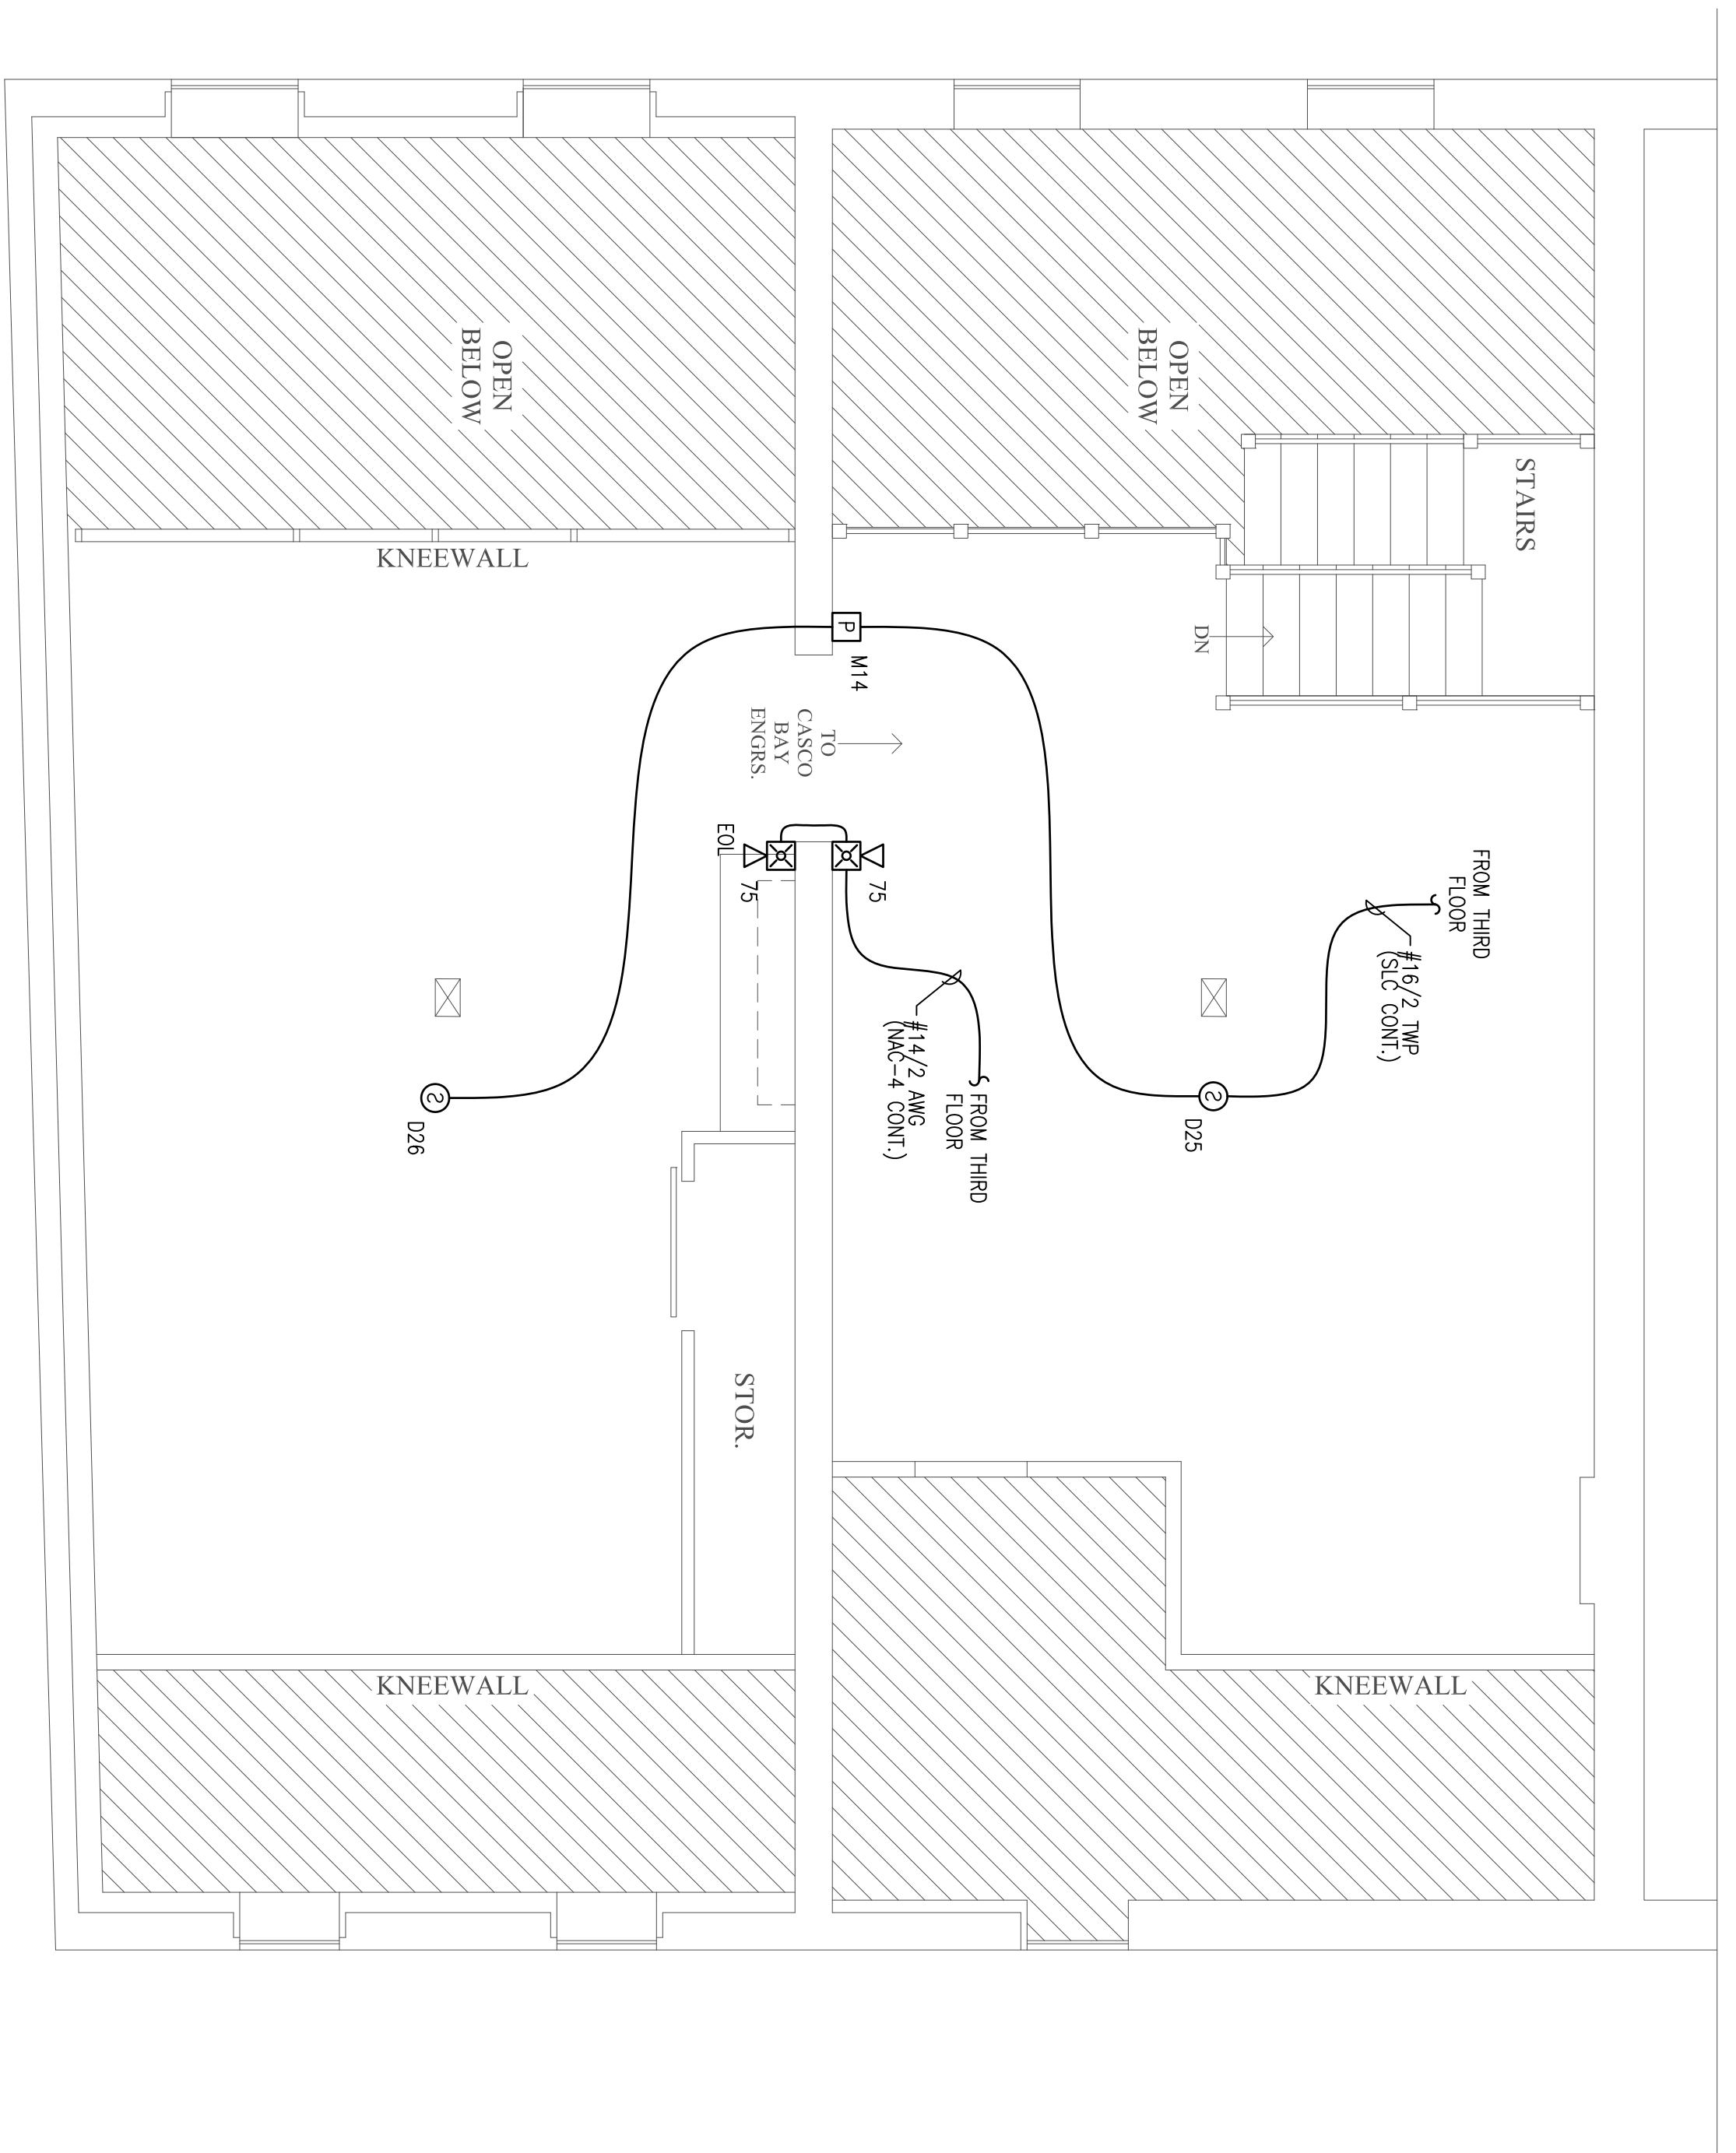 OPEN
BELOW
OPEN
BELOW
STAIRS
KNEEWALL
DN
P
M14
TO
CASCO
BAY
ENGRS.
EOL
75
75
FROM THIRD
FLOOR
#16/2 TWP
(SLC CONT.)
#14/2 AWG
(NAC-4 CONT.)
FROM THIRD
FLOOR
D25
D26
STOR.
KNEEWALL
KNEEWALL